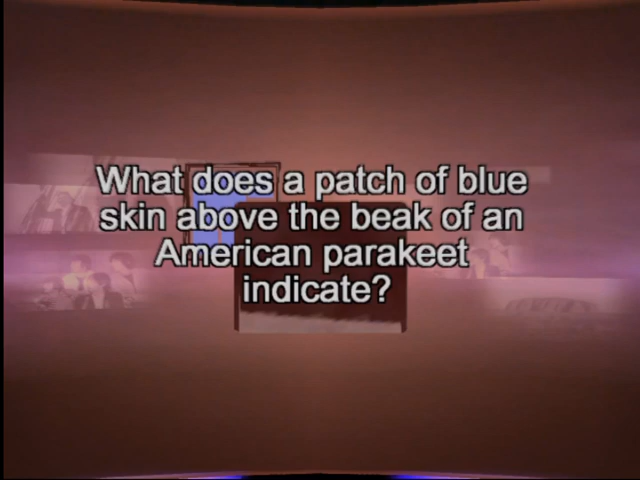 What does a patch of blue
skin above the beak of an
American parakeet
indicate?